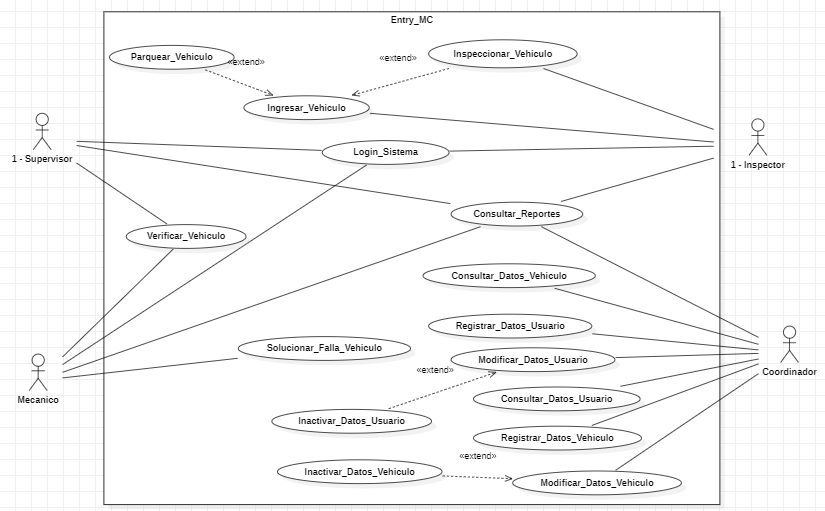 Entry_MC
Parquear_Vehiculo
«extend»
«extend»
Inspeccionar_Vehiculo
Ingresar_Vehiculo
1 - Supervisor
Login_Sistema
1 - Inspector
Consultar_Reportes
Verificar_Vehiculo
Consultar_Datos_Vehiculo
Registrar_Datos_Usuario
Solucionar_Falla_Vehiculo
Modificar_Datos_Usuario
«extend»
Coordinador
Mecanico
Consultar_Datos_Usuario
Inactivar_Datos_Usuario
Registrar_Datos_Vehiculo
«extend»
Inactivar_Datos_Vehiculo
Modificar_Datos_Vehiculo